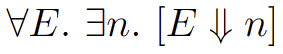 ∀E. ∃n. [E ⇓ n]